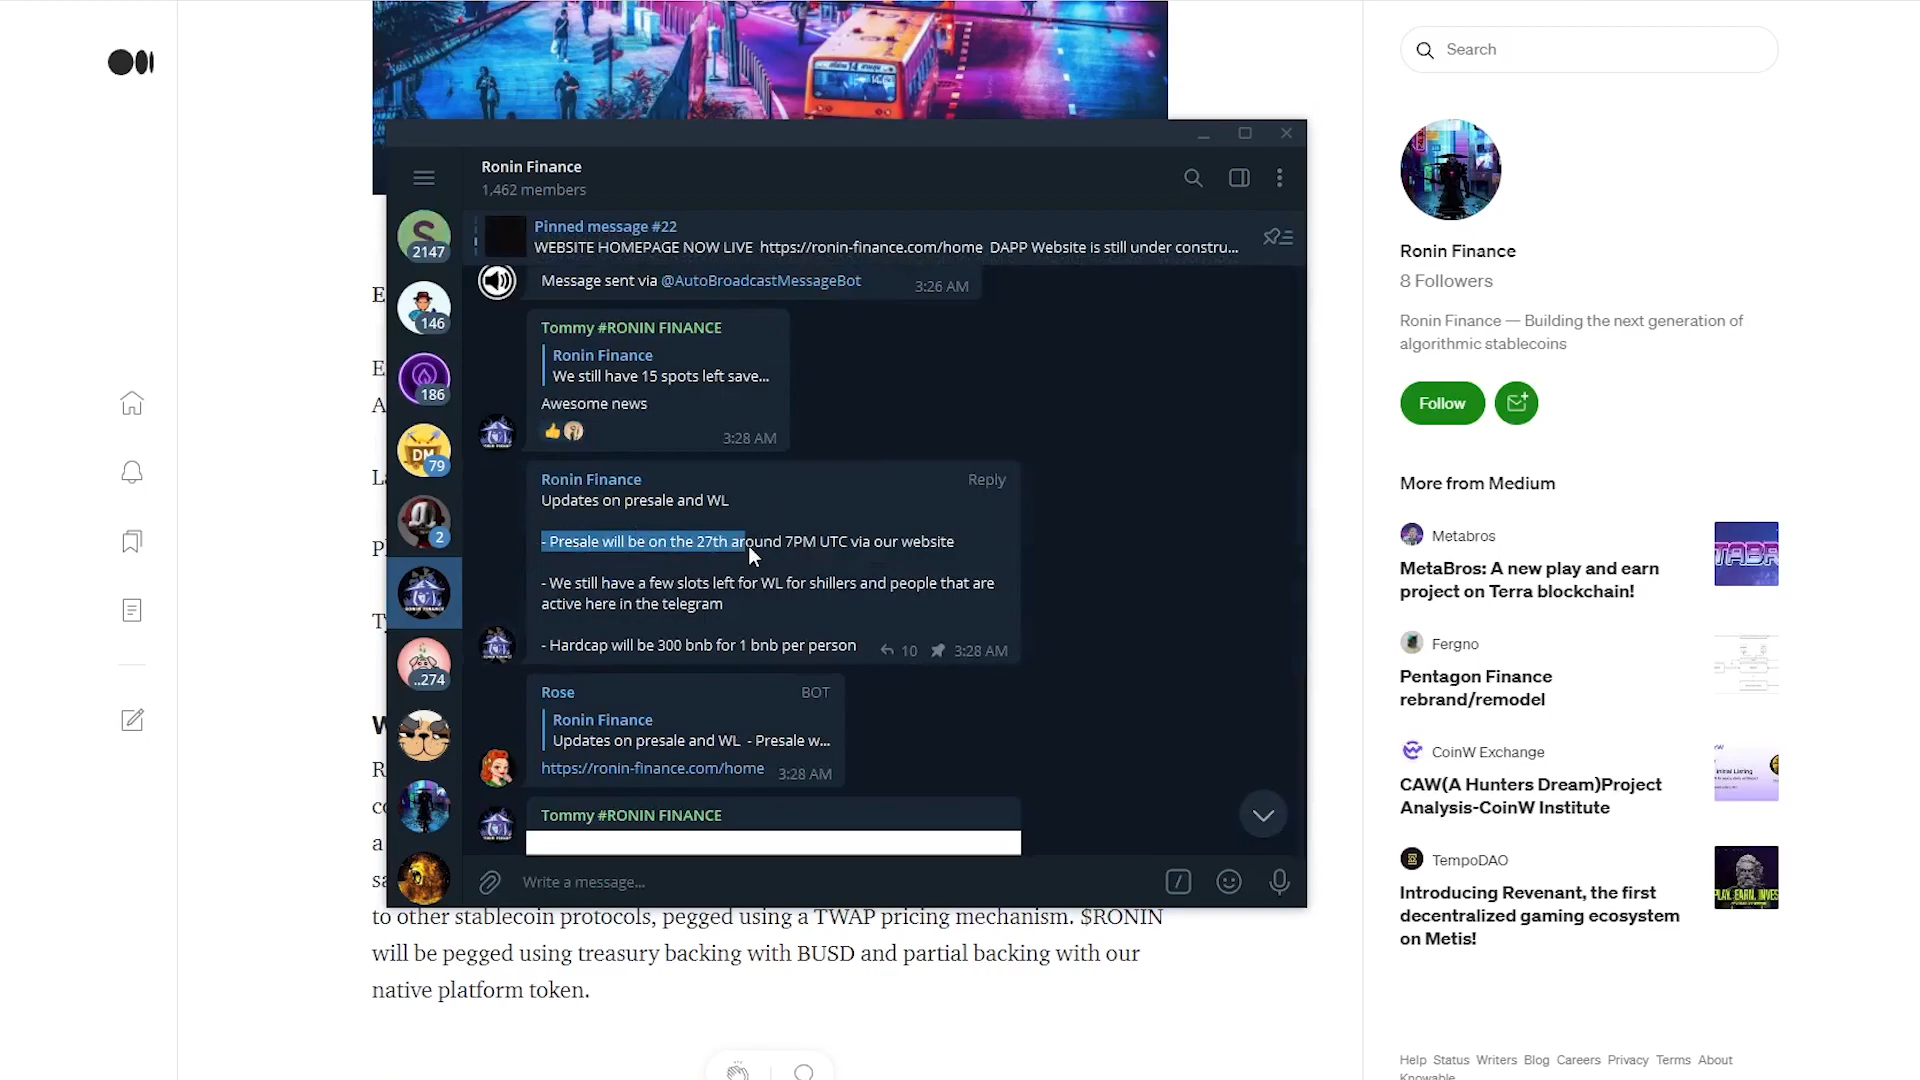 Search
Ronin Finance
1,462 members
Pinned message #22
WEBSITE HOMEPAGE NOW LIVE https://ronin-finance.com/home DAPP Website is still under constru...
Message sent via @AutoBroadcastMessageBot
3:26 AM
Tommy #RONIN FINANCE
Ronin Finance
We still have 15 spots left save...
Awesome news
3:28 AM
Ronin Finance
Reply
Updates on presale and WL
- Presale will be on the 27th around 7PM UTC via our website
- We still have a few slots left for WL for shillers and people that are
active here in the telegram
- Hardcap will be 300 bnb for 1 bnb per person
10
3:28 AM
Rose
BOT
Ronin Finance
Updates on presale and WL - Presale w...
https://ronin-finance.com/home
3:28 AM
Tommy #RONIN FINANCE
Write a message...
2147
146
186
DM
79
2
..274
to other stablecoin protocols, pegged using a TWAP pricing mechanism. $RONIN
will be pegged using treasury backing with BUSD and partial backing with our
native platform token.
Ronin Finance
8 Followers
Ronin Finance — Building the next generation of
algorithmic stablecoins
Follow
More from Medium
Metabros
MetaBros: A new play and earn
project on Terra blockchain!
Fergno
Pentagon Finance
rebrand/remodel
CoinW Exchange
CAW(A Hunters Dream)Project
Analysis-CoinW Institute
TempoDAO
Introducing Revenant, the first
decentralized gaming ecosystem
on Metis!
Help Status Writers Blog Careers Privacy Terms About
Knowable